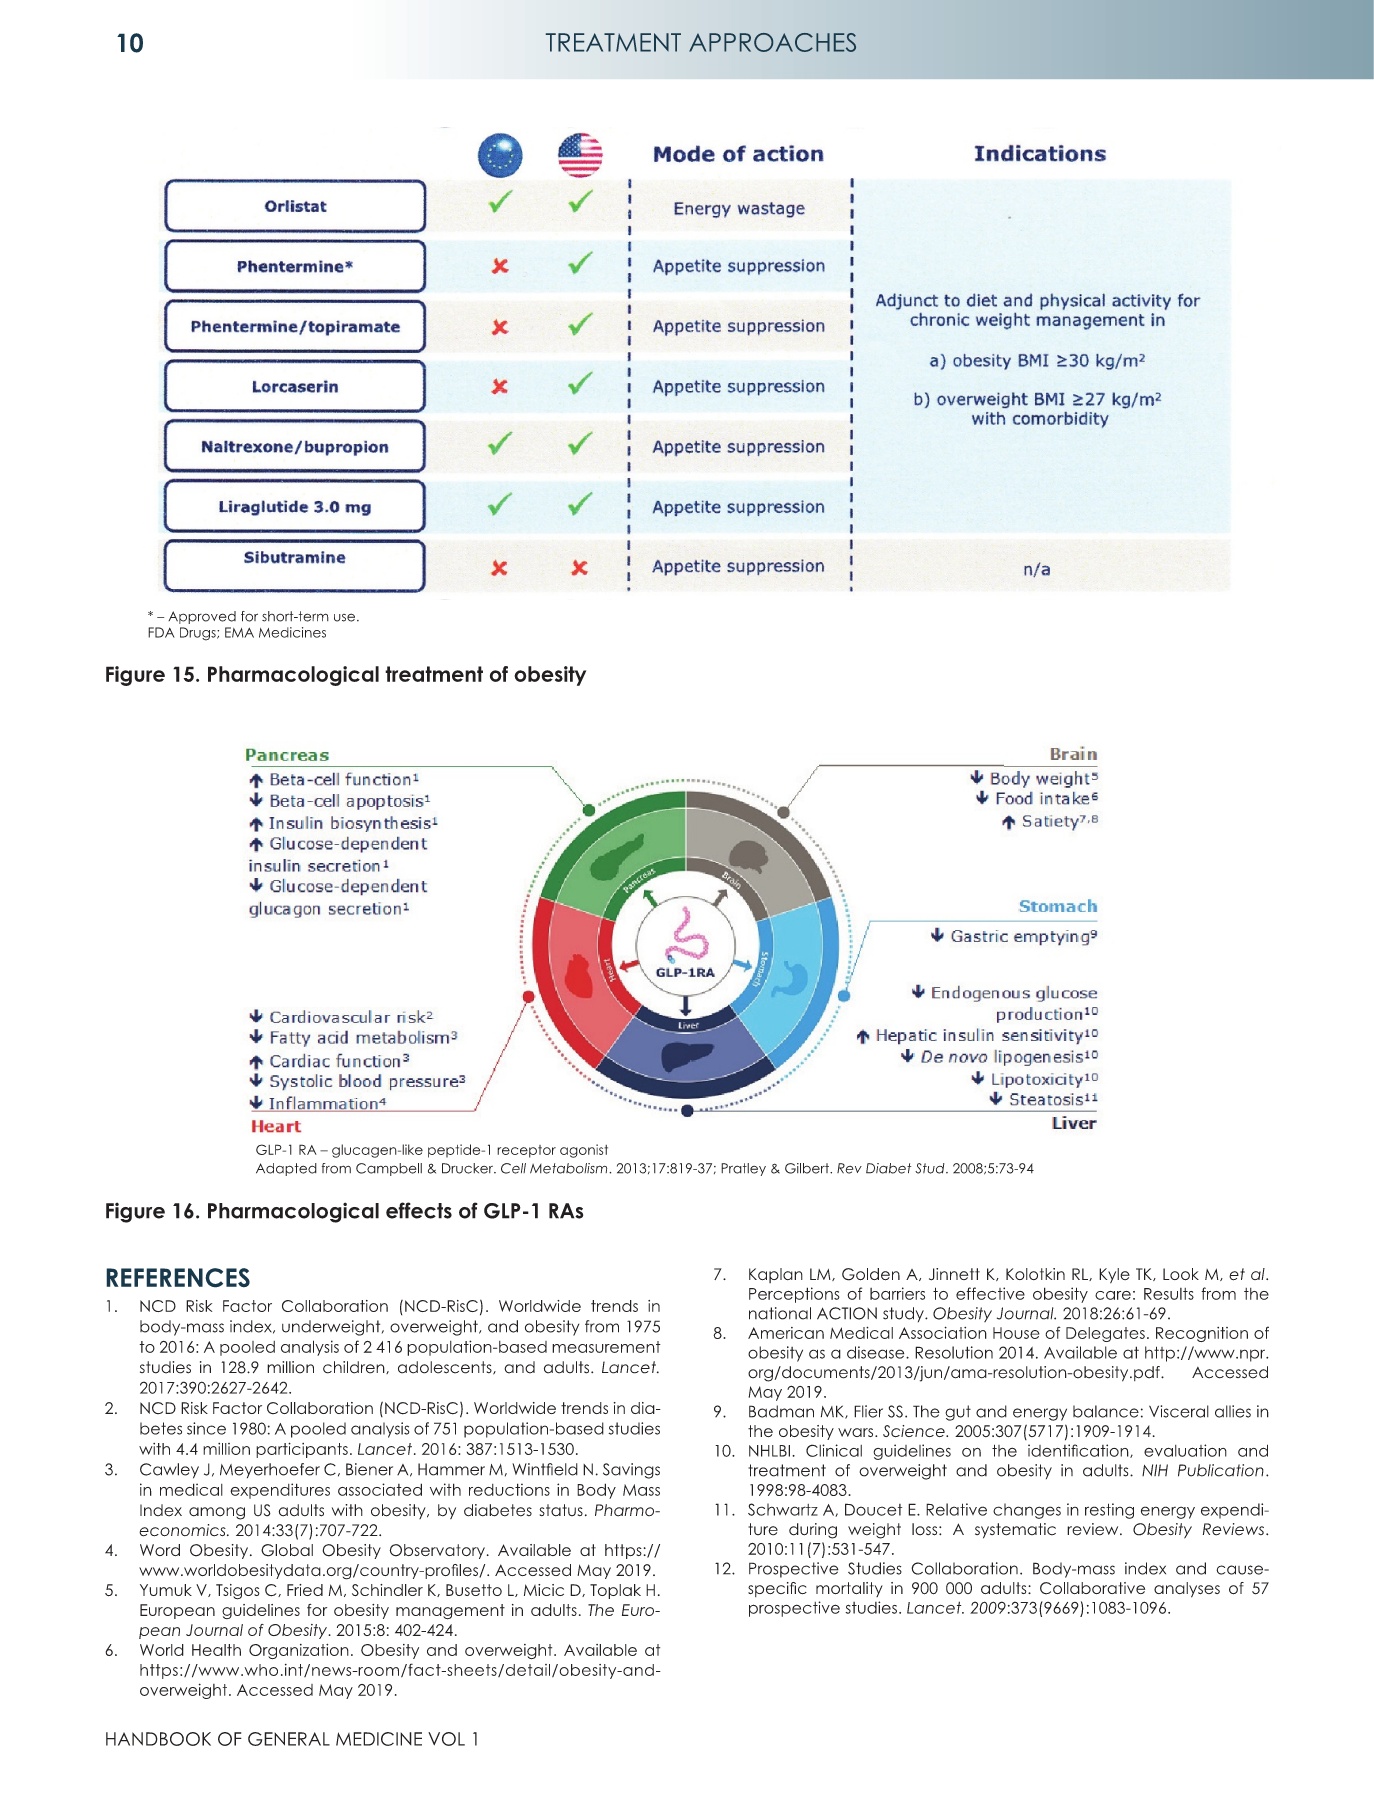 10
TREATMENT APPROACHES
Mode of action
Indications
Orlistat
Energy wastage
Phentermine*
Appetite suppression
Phentermine/topiramate
Appetite suppression
Lorcaserin
Appetite suppression
Naltrexone/bupropion
Appetite suppression
Liraglutide 3.0 mg
Appetite suppression
Sibutramine
Appetite suppression
Adjunct to diet and physical activity for
chronic weight management in
a) obesity BMI ≥30 kg/m²
b) overweight BMI ≥27 kg/m²
with comorbidity
n/a
* – Approved for short-term use.
FDA Drugs; EMA Medicines
Figure 15. Pharmacological treatment of obesity
Pancreas
↑ Beta-cell function¹
↓ Beta-cell apoptosis¹
↑ Insulin biosynthesis¹
↑ Glucose-dependent
insulin secretion¹
↓ Glucose-dependent
glucagon secretion¹
Brain
↓ Body weight⁵
↓ Food intake⁶
↑ Satiety⁷,⁸
Stomach
↓ Gastric emptying⁹
↓ Endogenous glucose
production¹⁰
↑ Hepatic insulin sensitivity¹⁰
↓ De novo lipogenesis¹⁰
↓ Lipotoxicity¹⁰
↓ Steatosis¹¹
Liver
↓ Cardiovascular risk²
↓ Fatty acid metabolism³
↑ Cardiac function³
↓ Systolic blood pressure³
↓ Inflammation⁴
Heart
Pancreas
Brain
Stomach
Liver
Heart
GLP-1RA
GLP-1 RA – glucagen-like peptide-1 receptor agonist
Adapted from Campbell & Drucker. Cell Metabolism. 2013;17:819-37; Pratley & Gilbert. Rev Diabet Stud. 2008;5:73-94
Figure 16. Pharmacological effects of GLP-1 RAs
REFERENCES
1. NCD Risk Factor Collaboration (NCD-RisC). Worldwide trends in
body-mass index, underweight, overweight, and obesity from 1975
to 2016: A pooled analysis of 2 416 population-based measurement
studies in 128.9 million children, adolescents, and adults. Lancet.
2017:390:2627-2642.
2. NCD Risk Factor Collaboration (NCD-RisC). Worldwide trends in dia-
betes since 1980: A pooled analysis of 751 population-based studies
with 4.4 million participants. Lancet. 2016: 387:1513-1530.
3. Cawley J, Meyerhoefer C, Biener A, Hammer M, Wintfield N. Savings
in medical expenditures associated with reductions in Body Mass
Index among US adults with obesity, by diabetes status. Pharmo-
economics. 2014:33(7):707-722.
4. Word Obesity. Global Obesity Observatory. Available at https://
www.worldobesitydata.org/country-profiles/. Accessed May 2019.
5. Yumuk V, Tsigos C, Fried M, Schindler K, Busetto L, Micic D, Toplak H.
European guidelines for obesity management in adults. The Euro-
pean Journal of Obesity. 2015:8: 402-424.
6. World Health Organization. Obesity and overweight. Available at
https://www.who.int/news-room/fact-sheets/detail/obesity-and-
overweight. Accessed May 2019.
7. Kaplan LM, Golden A, Jinnett K, Kolotkin RL, Kyle TK, Look M, et al.
Perceptions of barriers to effective obesity care: Results from the
national ACTION study. Obesity Journal. 2018:26:61-69.
8. American Medical Association House of Delegates. Recognition of
obesity as a disease. Resolution 2014. Available at http://www.npr.
org/documents/2013/jun/ama-resolution-obesity.pdf. Accessed
May 2019.
9. Badman MK, Flier SS. The gut and energy balance: Visceral allies in
the obesity wars. Science. 2005:307(5717):1909-1914.
10. NHLBI. Clinical guidelines on the identification, evaluation and
treatment of overweight and obesity in adults. NIH Publication.
1998:98-4083.
11. Schwartz A, Doucet E. Relative changes in resting energy expendi-
ture during weight loss: A systematic review. Obesity Reviews.
2010:11(7):531-547.
12. Prospective Studies Collaboration. Body-mass index and cause-
specific mortality in 900 000 adults: Collaborative analyses of 57
prospective studies. Lancet. 2009:373(9669):1083-1096.
HANDBOOK OF GENERAL MEDICINE VOL 1